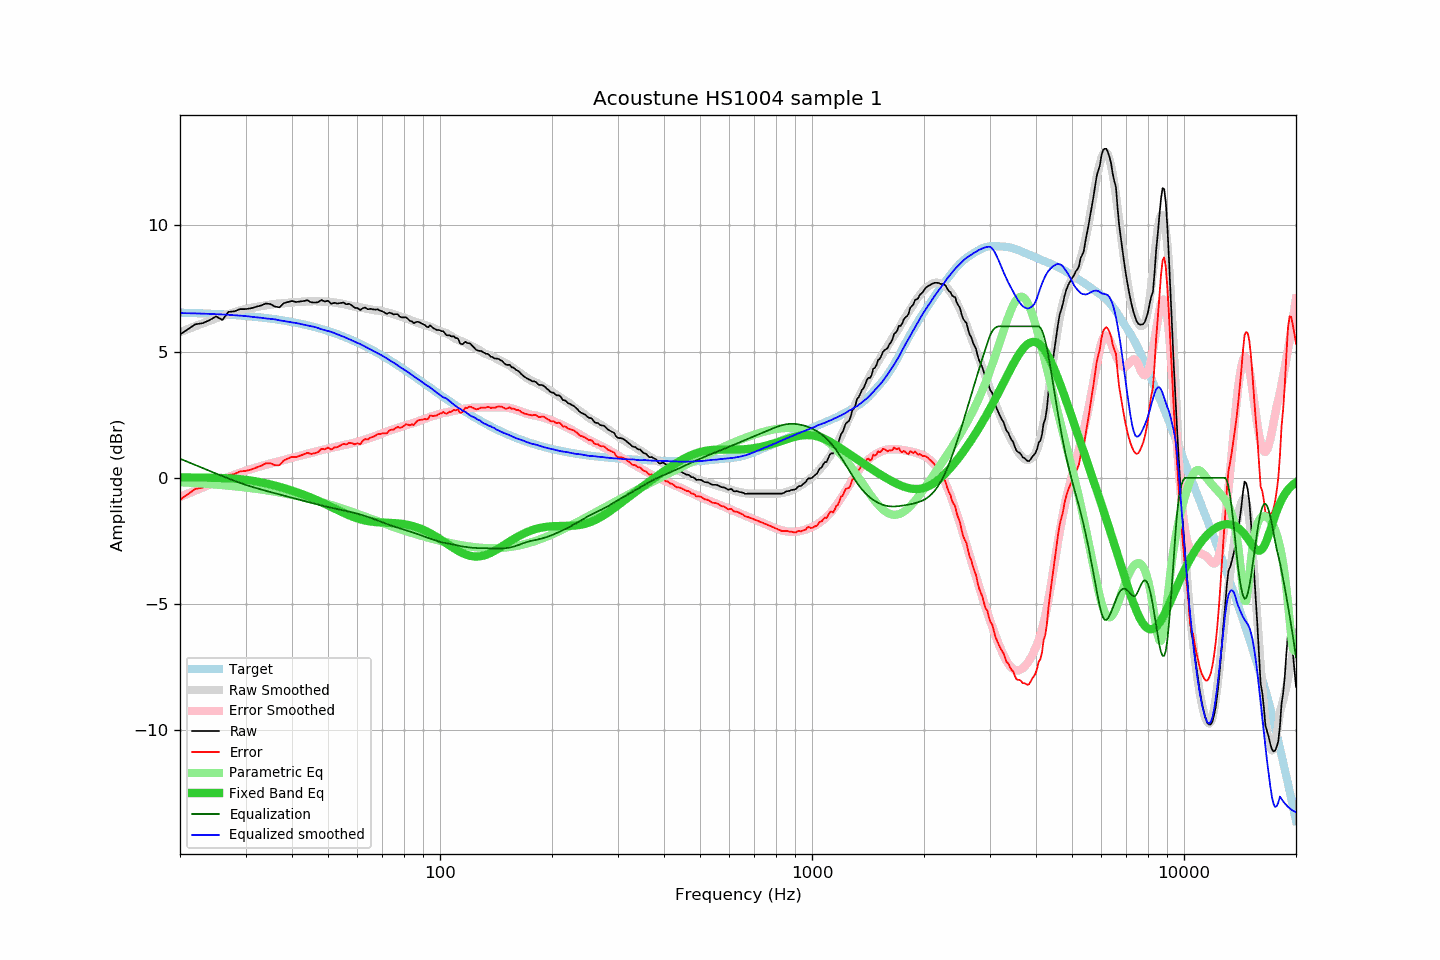 Acoustune HS1004 sample 1
Amplitude (dBr)
10
5
0
−5
−10
Target
Raw Smoothed
Error Smoothed
Raw
Error
Parametric Eq
Fixed Band Eq
Equalization
Equalized smoothed
100
1000
10000
Frequency (Hz)